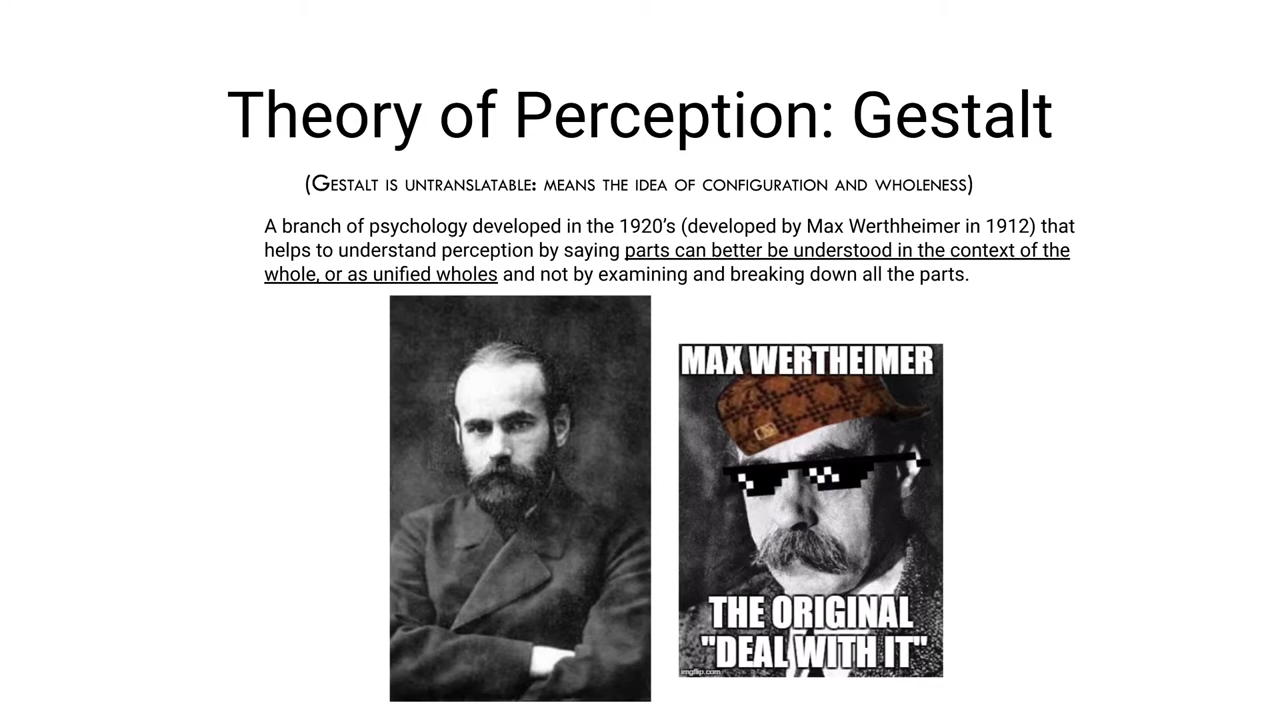 Theory of Perception: Gestalt
(Gestalt is untranslatable: means the idea of configuration and wholeness)
A branch of psychology developed in the 1920’s (developed by Max Werthheimer in 1912) that
helps to understand perception by saying parts can better be understood in the context of the
whole, or as unified wholes and not by examining and breaking down all the parts.
MAX WERTHEIMER
THE ORIGINAL
"DEAL WITH IT"
imgflip.com